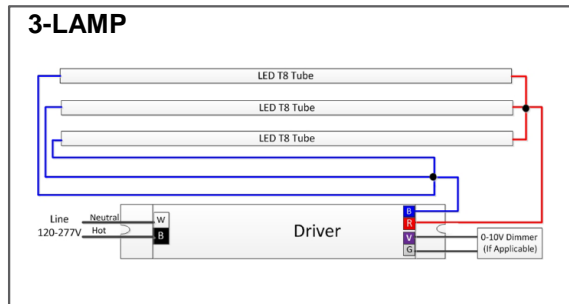 3-LAMP
LED T8 Tube
LED T8 Tube
LED T8 Tube
Line
120-277V
Neutral
Hot
W
B
Driver
B
R
V
G
0-10V Dimmer
(If Applicable)